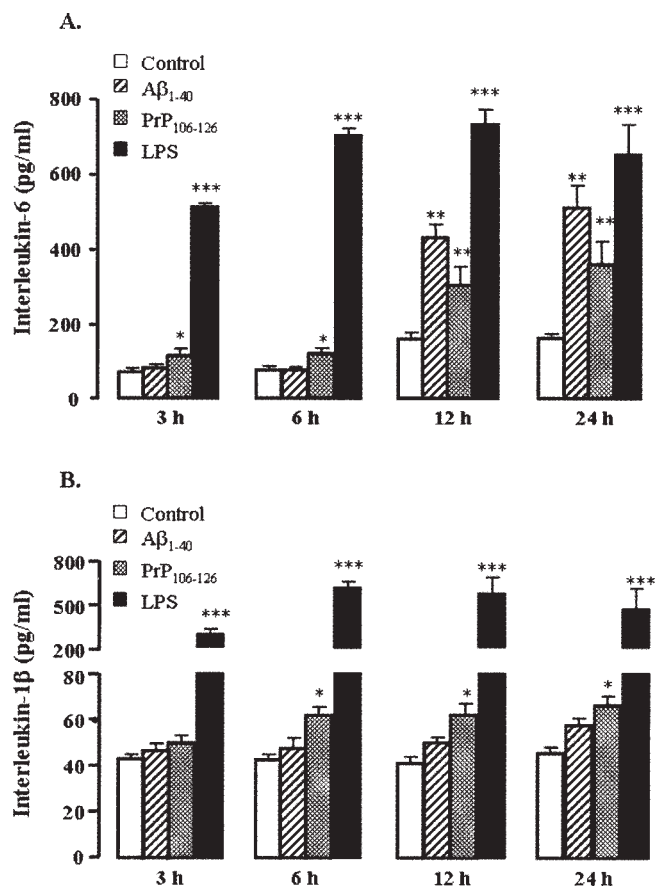 A.
Control
Aβ1-40
PrP106-126
LPS
Interleukin-6 (pg/ml)
800
600
400
200
0
***
*
***
*
***
**
**
***
**
**
3 h 6 h 12 h 24 h
B.
Control
Aβ1-40
PrP106-126
LPS
Interleukin-1β (pg/ml)
800
500
200
80
60
40
20
0
***
***
***
***
*
*
*
3 h 6 h 12 h 24 h